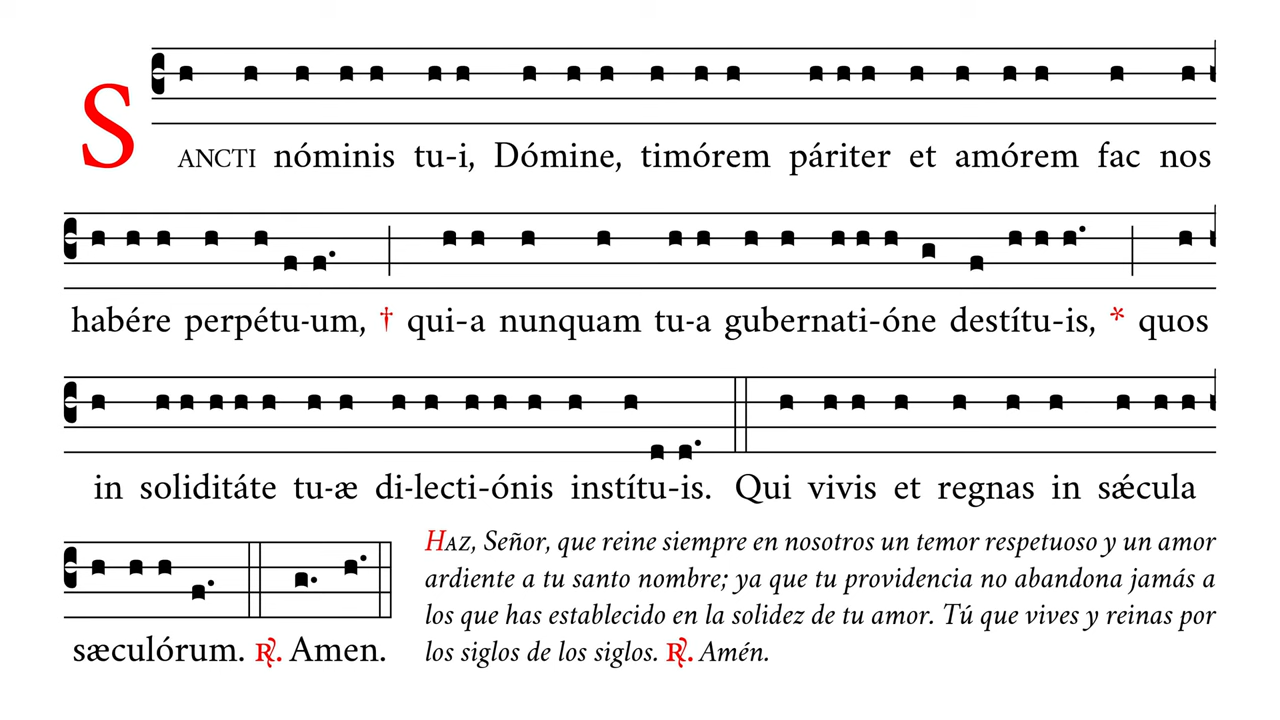 SANCTI nóminis tu-i, Dómine, timórem páriter et amórem fac nos
habére perpétu-um, † qui-a nunquam tu-a gubernati-óne destítu-is, * quos
in soliditáte tu-æ di-lecti-ónis instítu-is. Qui vivis et regnas in sǽcula
sæculórum. ℟. Amen.
HAZ, Señor, que reine siempre en nosotros un temor respetuoso y un amor
ardiente a tu santo nombre; ya que tu providencia no abandona jamás a
los que has establecido en la solidez de tu amor. Tú que vives y reinas por
los siglos de los siglos. ℟. Amén.